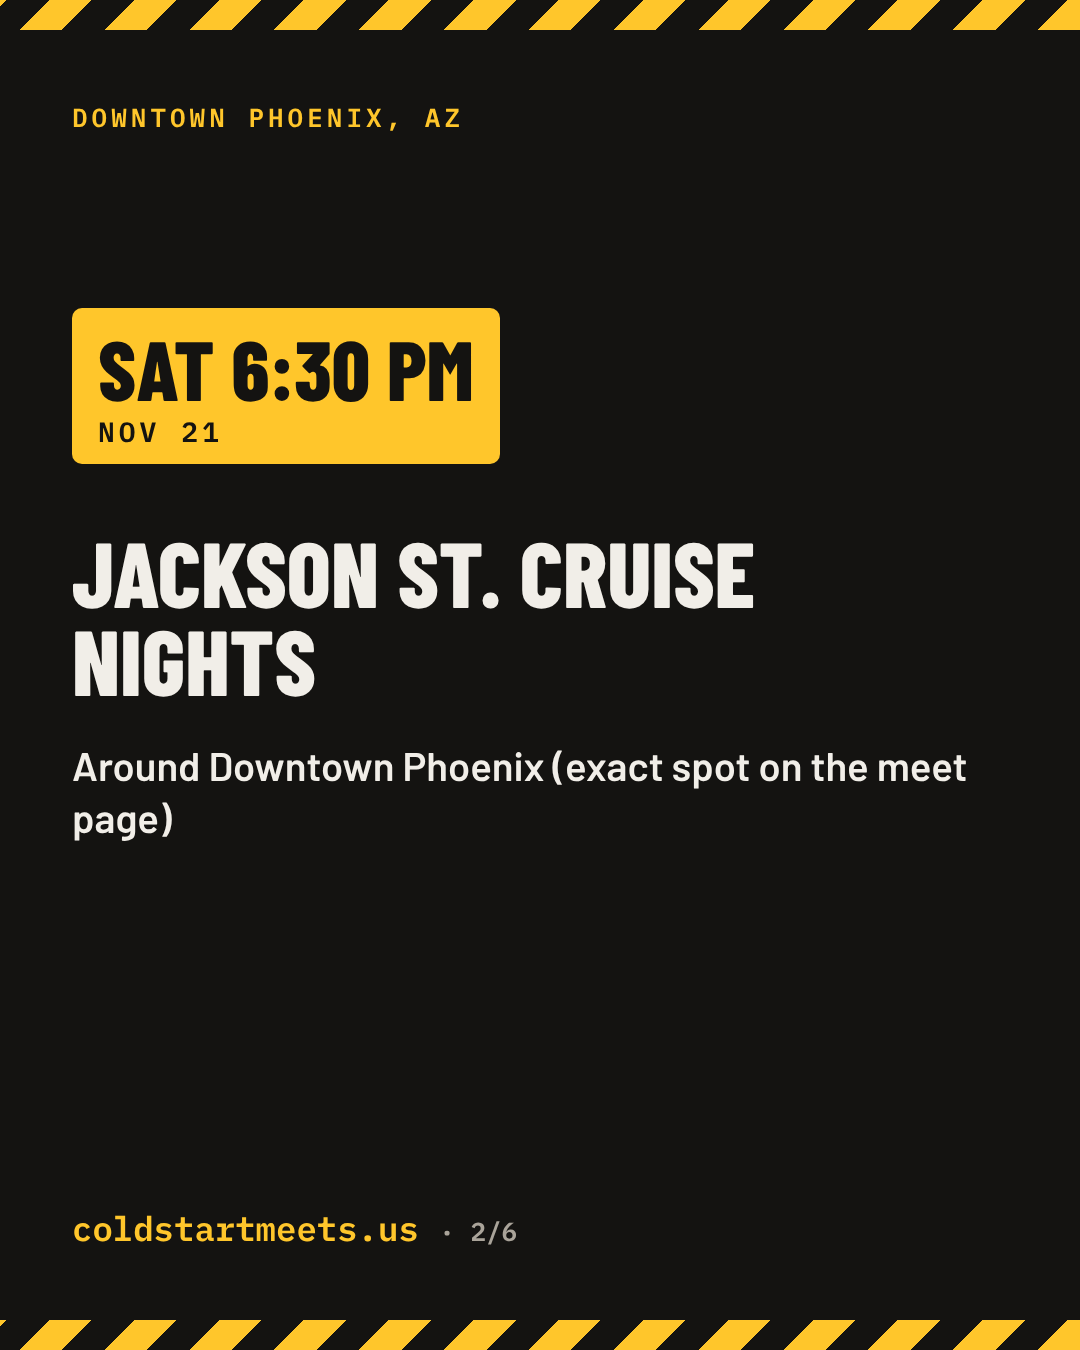 DOWNTOWN PHOENIX, AZ
SAT 6:30 PM
NOV 21
JACKSON ST. CRUISE
NIGHTS
Around Downtown Phoenix (exact spot on the meet
page)
coldstartmeets.us · 2/6